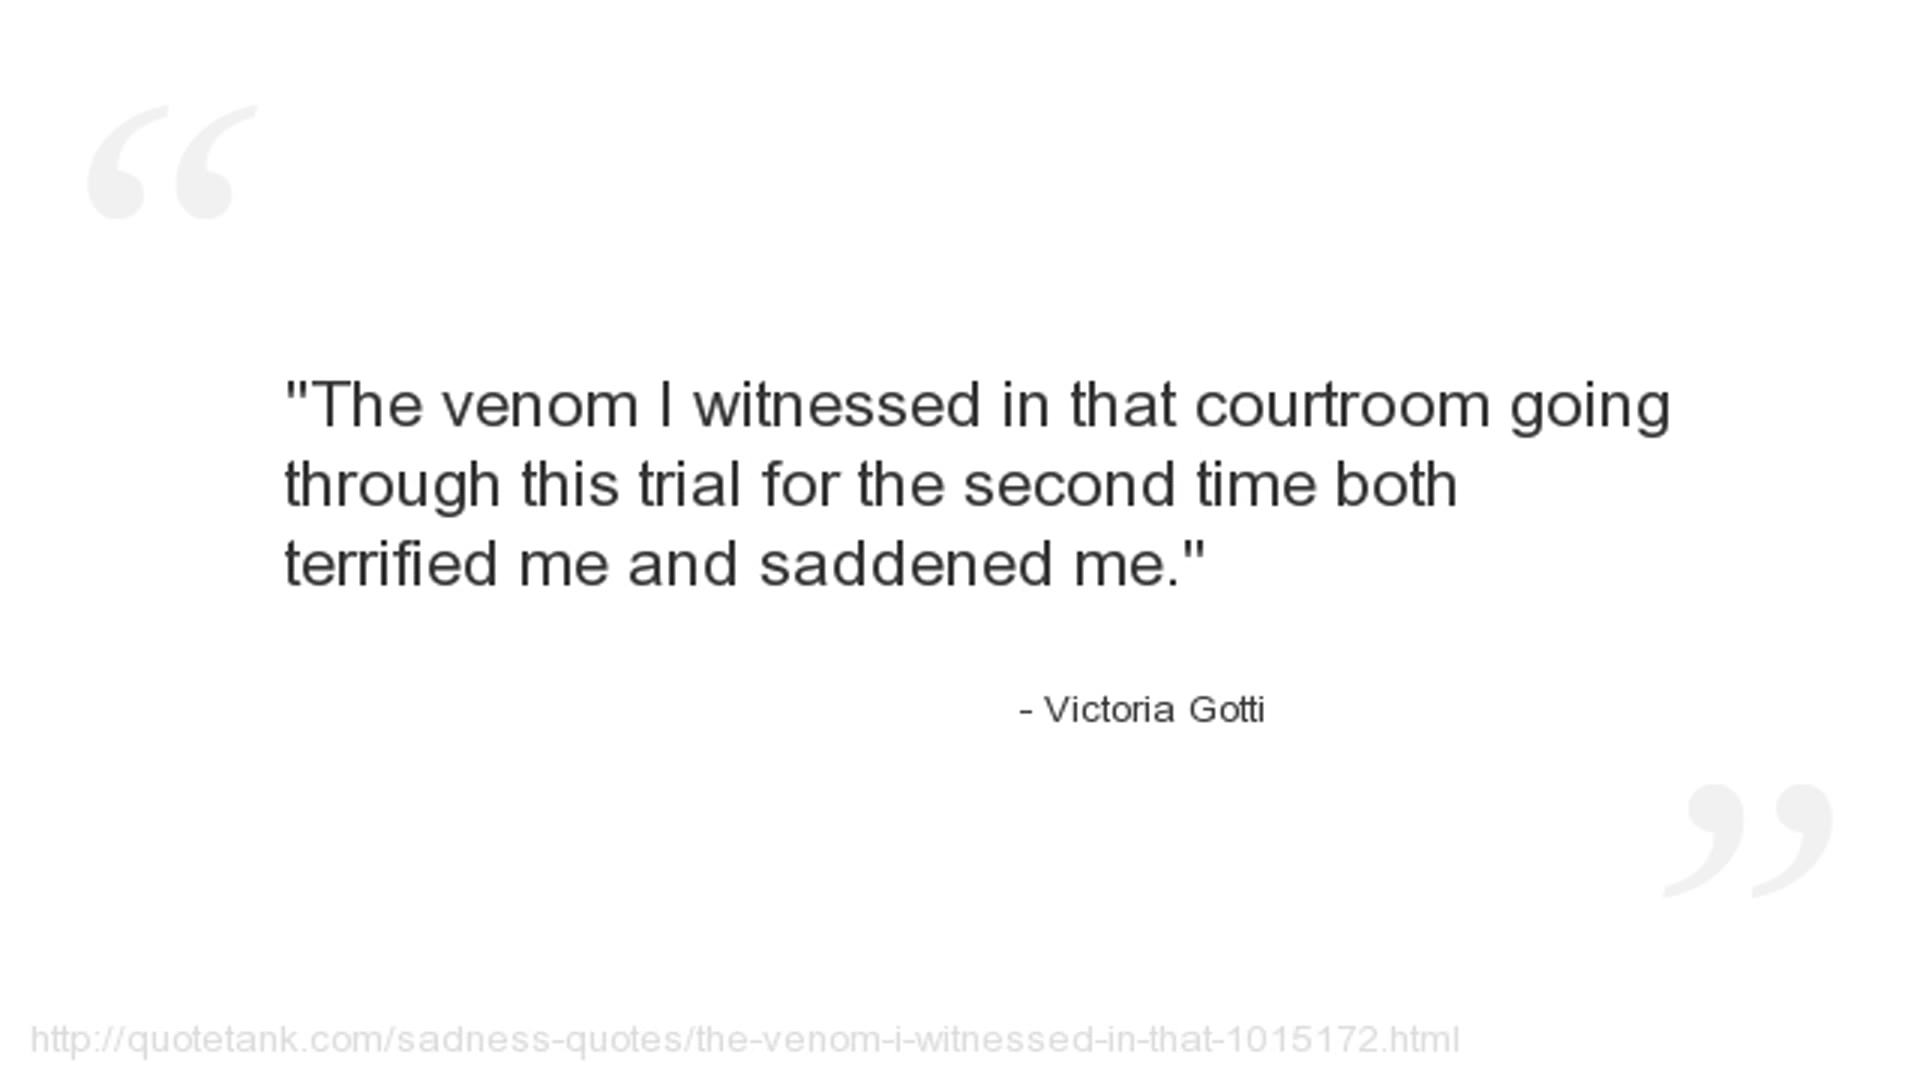 "The venom I witnessed in that courtroom going
through this trial for the second time both
terrified me and saddened me."
- Victoria Gotti
http://quotetank.com/sadness-quotes/the-venom-i-witnessed-in-that-1015172.html